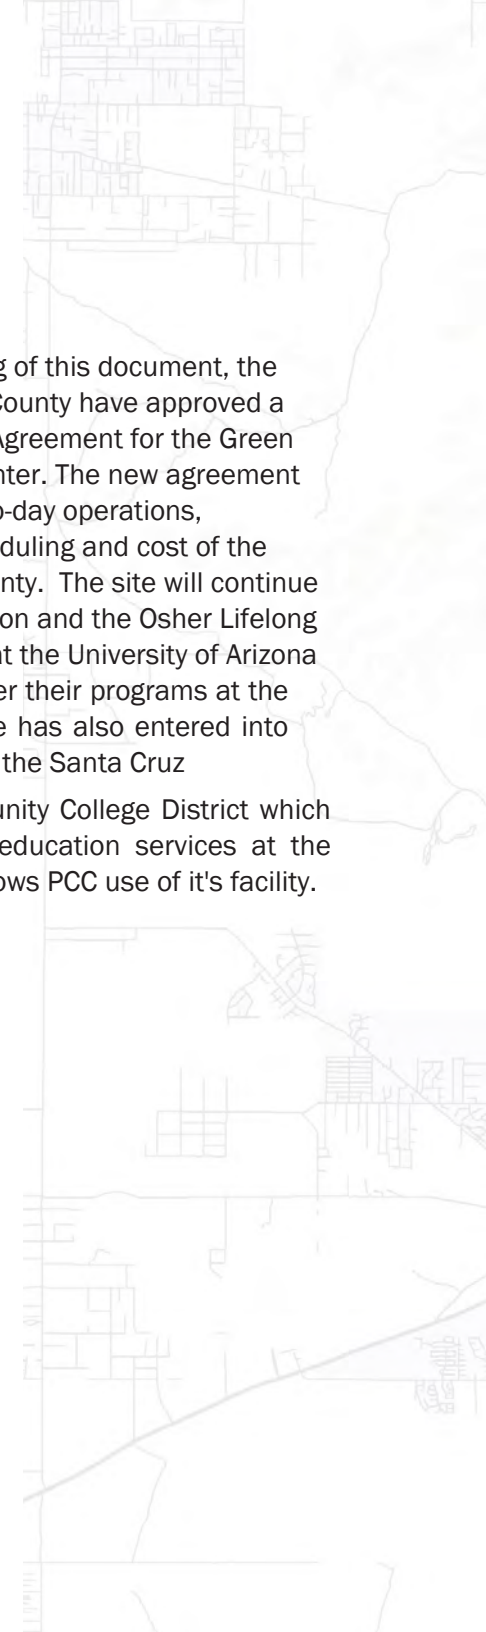 g of this document, the
County have approved a
Agreement for the Green
nter. The new agreement
o-day operations,
duling and cost of the
nty. The site will continue
on and the Osher Lifelong
at the University of Arizona
er their programs at the
e has also entered into
the Santa Cruz
unity College District which
education services at the
ows PCC use of it's facility.